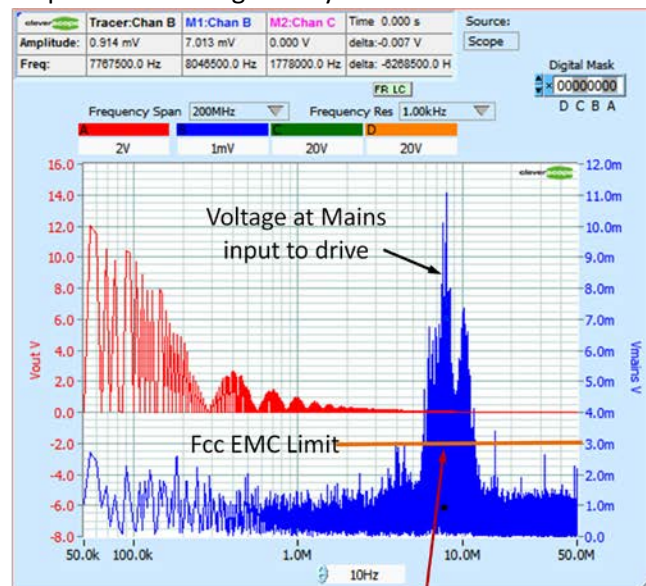 cleverscope Tracer:Chan B M1:Chan B M2:Chan C Time 0.000 s Source:
Amplitude: 0.914 mV 7.013 mV 0.000 V delta:-0.007 V Scope
Freq: 7767500.0 Hz 8046500.0 Hz 1778000.0 Hz delta: -6268500.0 H
Digital Mask
FR LC
x 00000000
D C B A
Frequency Span 200MHz Frequency Res 1.00kHz
A B C D
2V 1mV 20V 20V
16.0 12.0m
cleverscope
14.0 11.0m
Voltage at Mains
12.0 10.0m
input to drive
10.0 9.0m
8.0 8.0m
6.0 7.0m
4.0 6.0m
2.0 5.0m
0.0 4.0m
Vout V
Vmains V
Fcc EMC Limit
-2.0 3.0m
-4.0 2.0m
-6.0 1.0m
-8.0 0.0
50.0k 100.0k 1.0M 10.0M 50.0M
10Hz